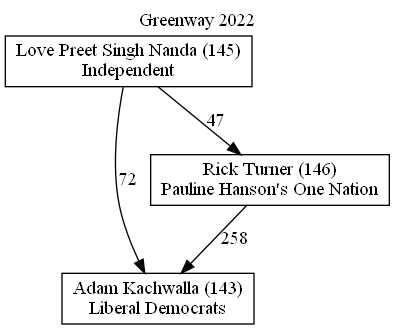 Greenway 2022
Love Preet Singh Nanda (145)
Independent
47
Rick Turner (146)
Pauline Hanson's One Nation
72
258
Adam Kachwalla (143)
Liberal Democrats